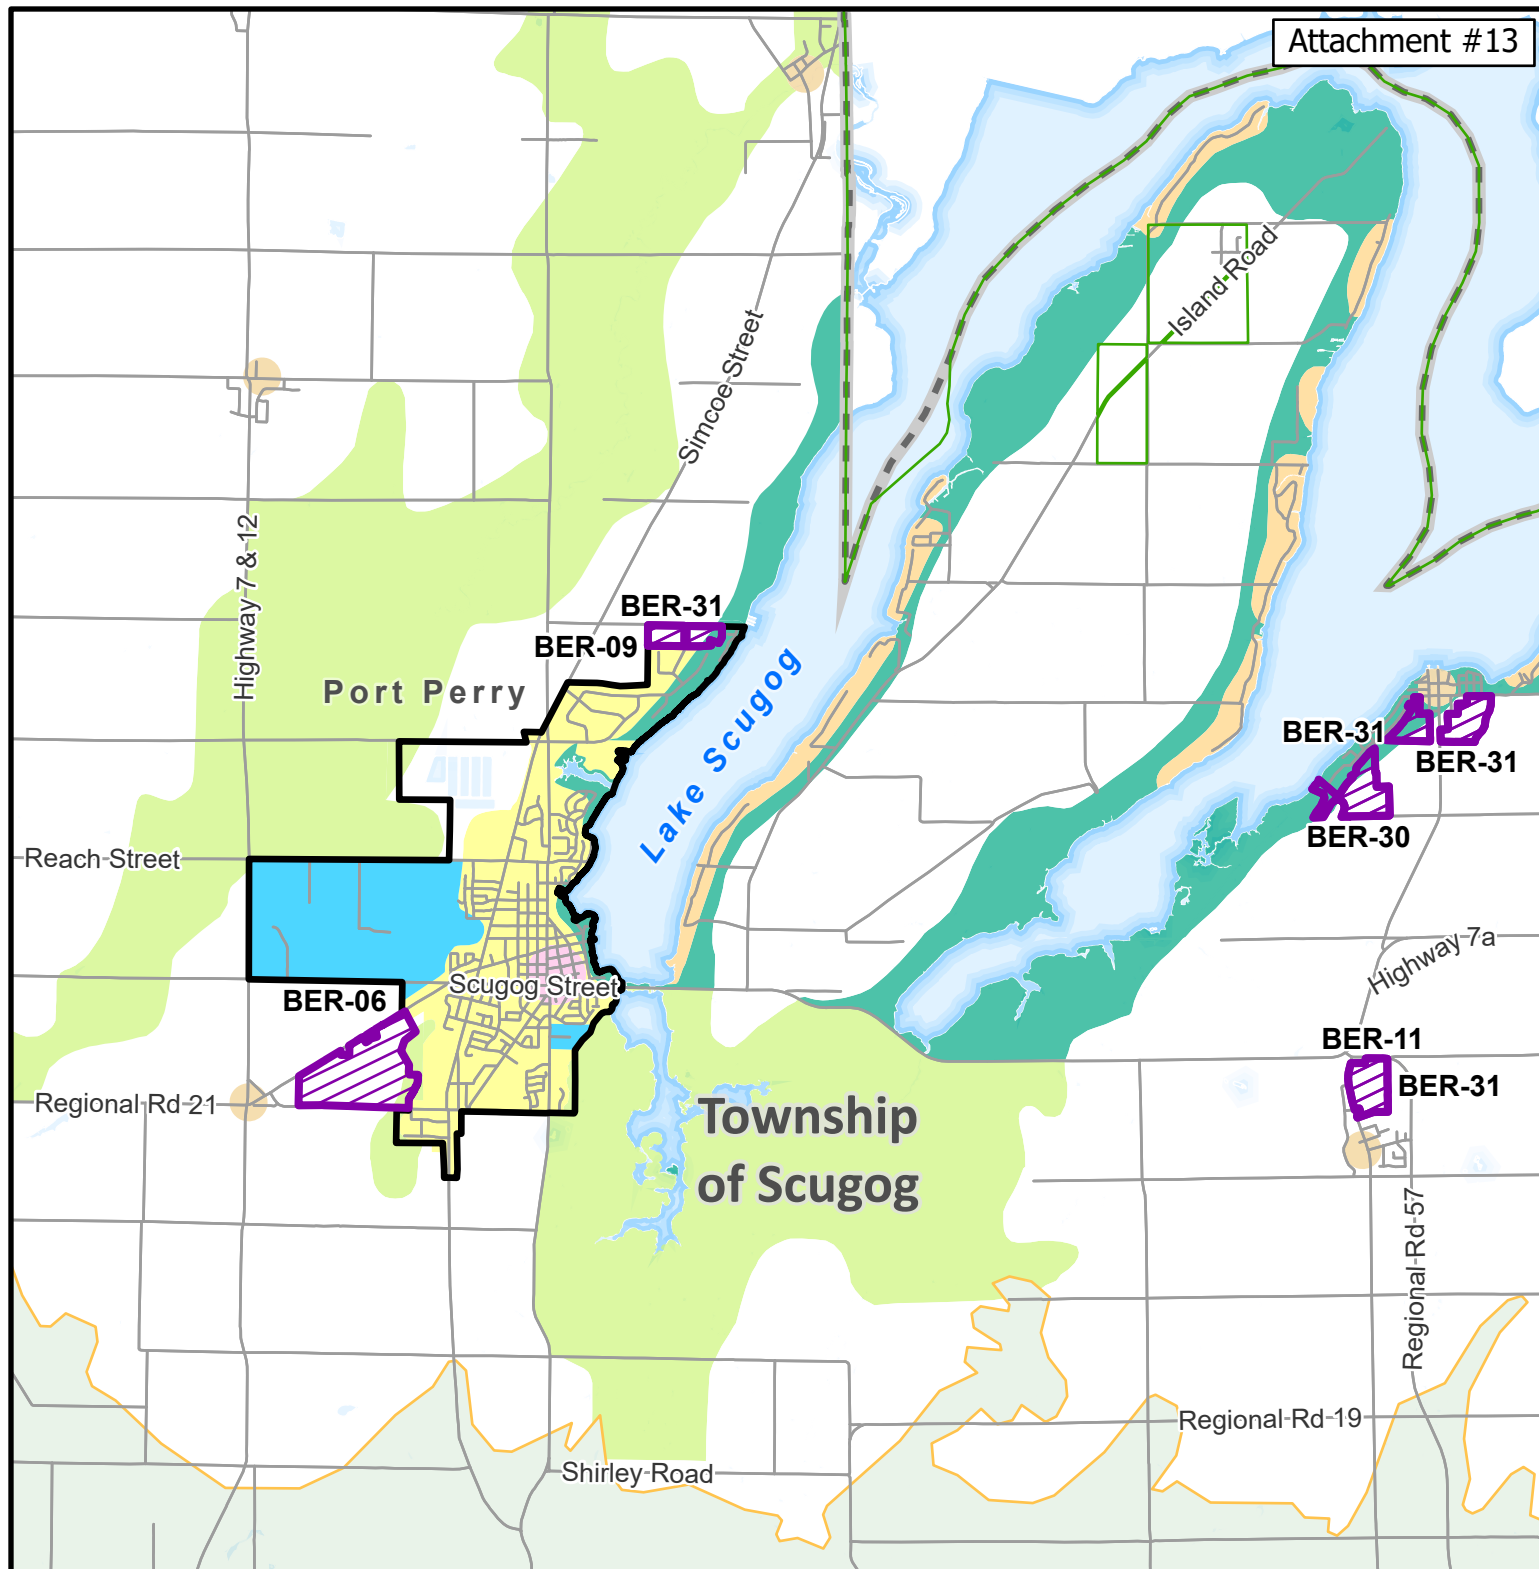 Attachment #13
Island Road
Simcoe Street
Highway 7 & 12
BER-31
BER-09
Port Perry
Lake Scugog
BER-31
BER-31
BER-30
Reach Street
Highway 7a
Scugog Street
BER-06
BER-11
BER-31
Regional Rd 21
Township
of Scugog
Regional Rd 57
Regional Rd 19
Shirley Road